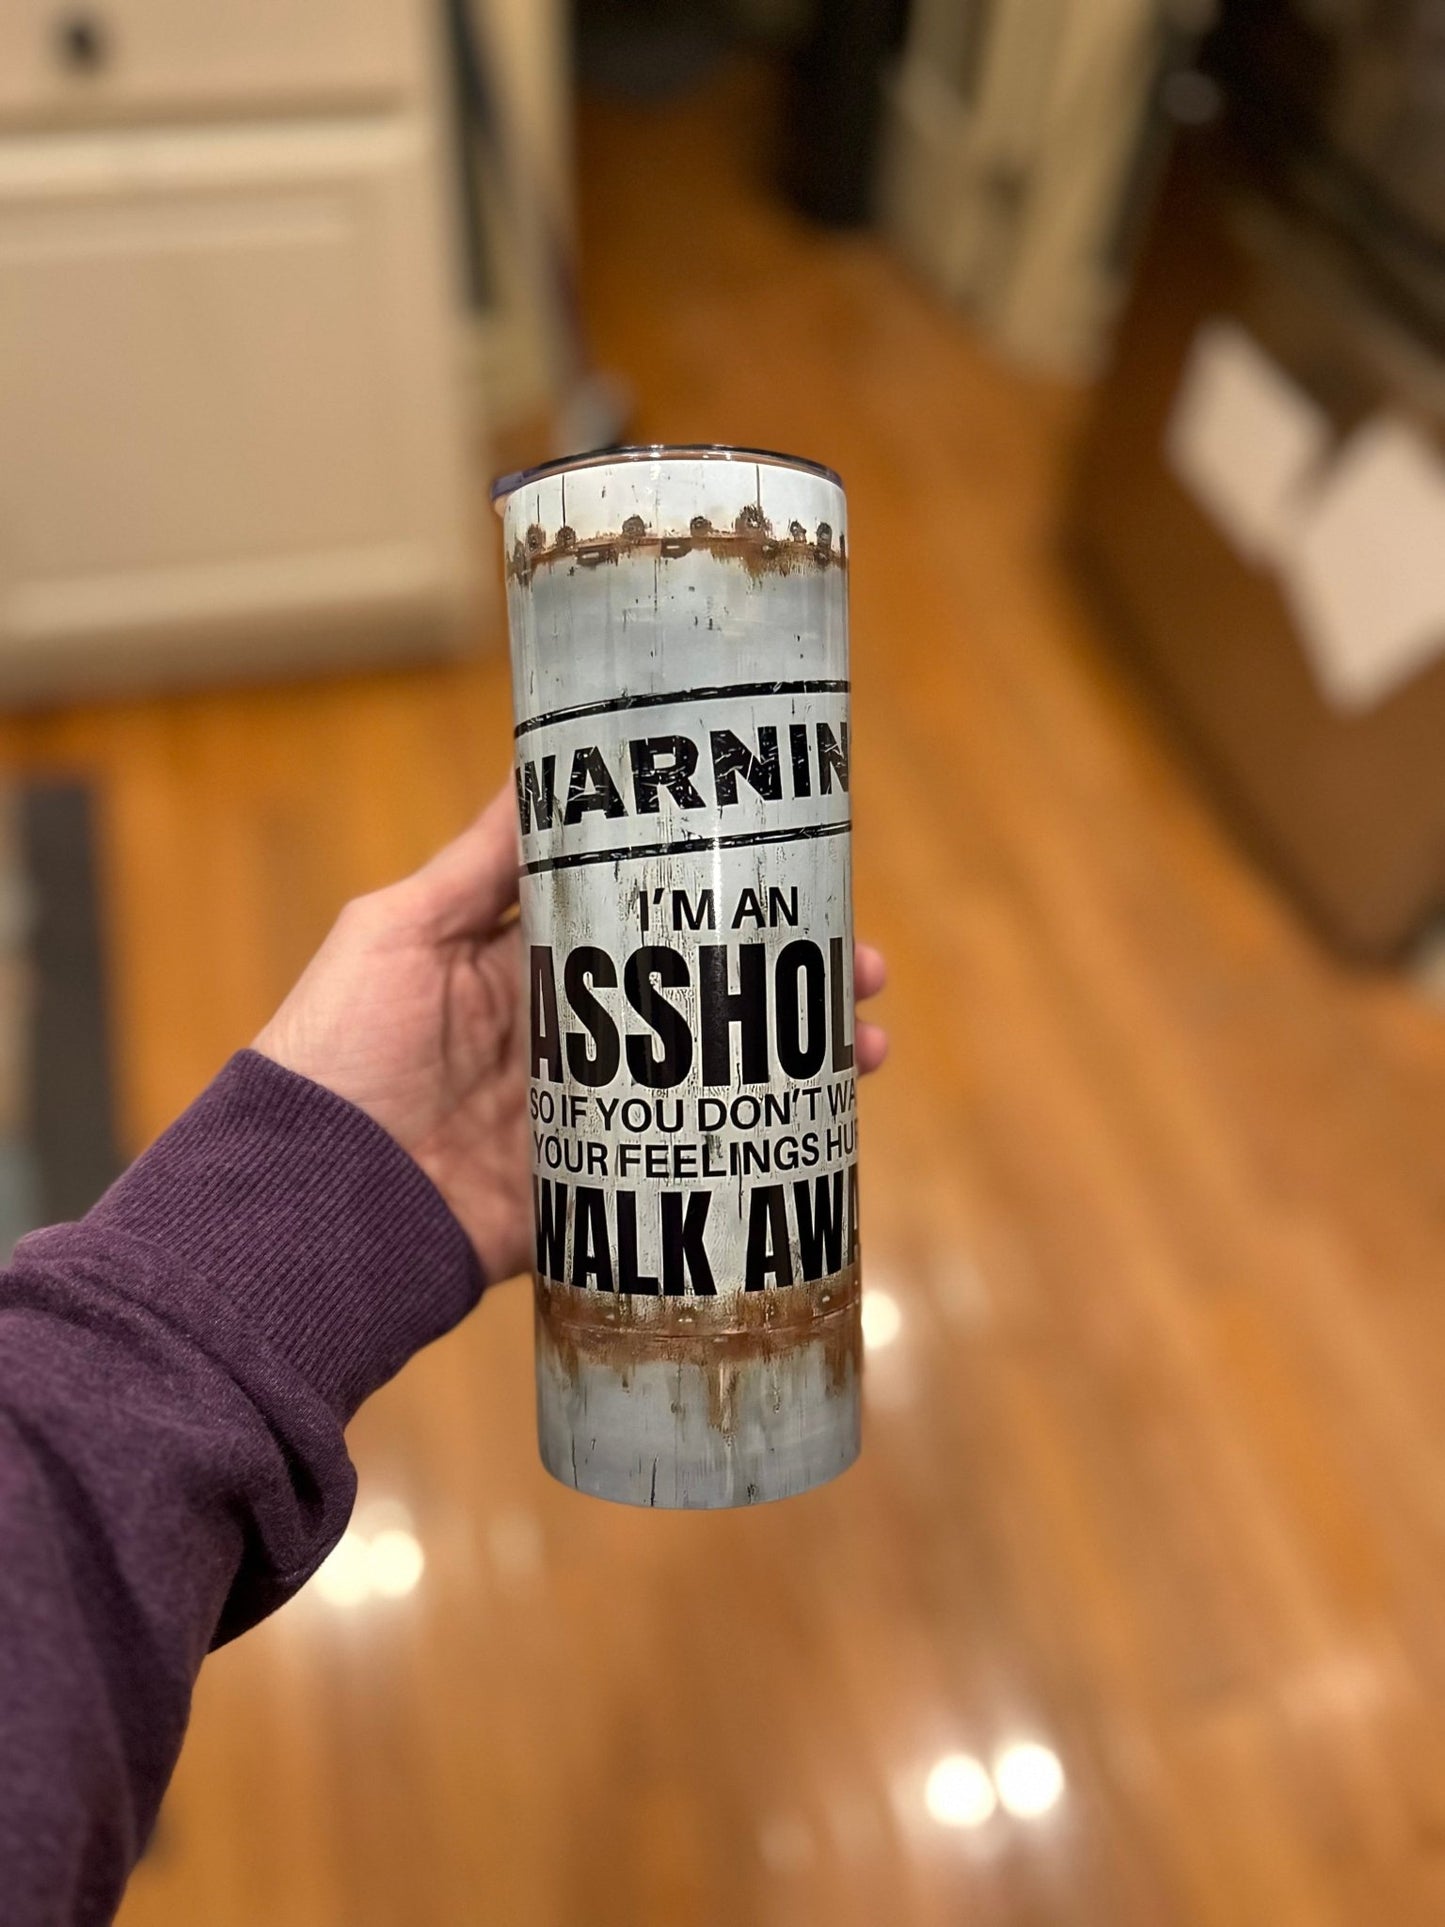 WARNIN
I'M AN
ASSHOL
SO IF YOU DON'T WA
YOUR FEELINGS HUR
WALK AWA